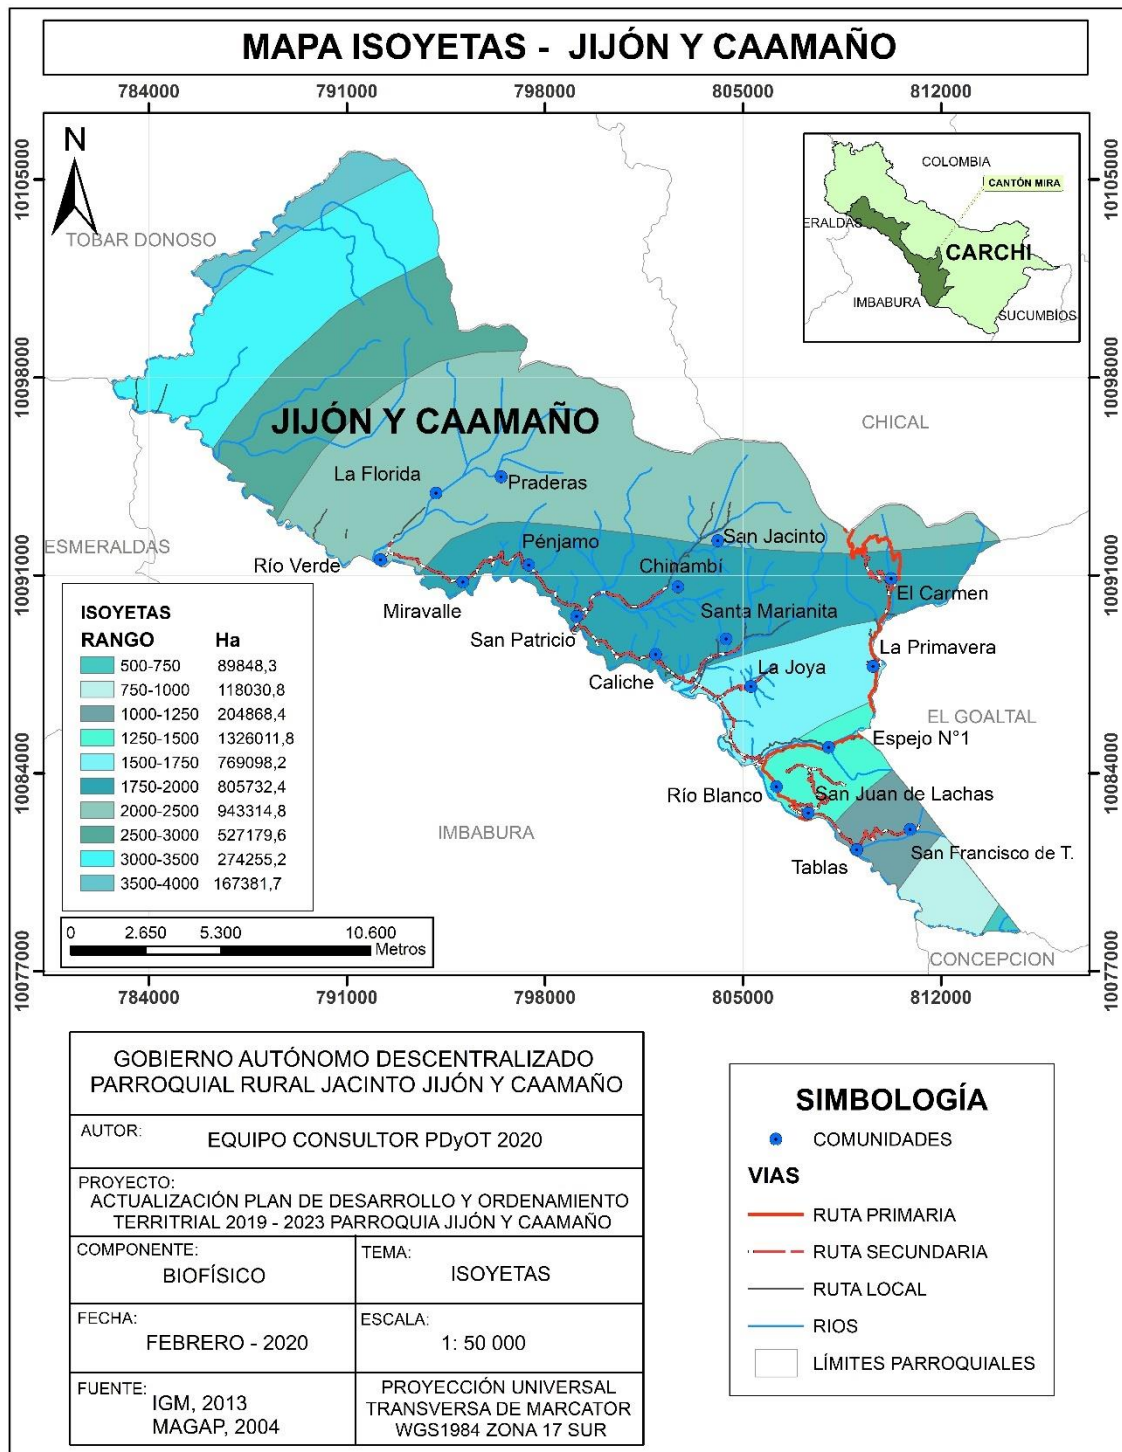 MAPA ISOYETAS - JIJÓN Y CAAMAÑO
784000 791000 798000 805000 812000
N
10105000 10105000
COLOMBIA
CANTÓN MIRA
ERALDAS
CARCHI
IMBABURA
SUCUMBÍOS
TOBAR DONOSO
10098000 10098000
JIJÓN Y CAAMAÑO
CHICAL
La Florida
Praderas
ESMERALDAS
San Jacinto
Pénjamo
10091000 10091000
Río Verde
Chinambí
El Carmen
Miravalle
Santa Marianita
San Patricio
La Primavera
Caliche
La Joya
EL GOALTAL
Espejo N°1
10084000 10084000
Río Blanco
San Juan de Lachas
IMBABURA
San Francisco de T.
Tablas
CONCEPCION
10077000 10077000
ISOYETAS
RANGO Ha
500-750 89848,3
750-1000 118030,8
1000-1250 204868,4
1250-1500 1326011,8
1500-1750 769098,2
1750-2000 805732,4
2000-2500 943314,8
2500-3000 527179,6
3000-3500 274255,2
3500-4000 167381,7
0 2.650 5.300 10.600
Metros
784000 791000 798000 805000 812000
GOBIERNO AUTÓNOMO DESCENTRALIZADO
PARROQUIAL RURAL JACINTO JIJÓN Y CAAMAÑO
AUTOR: EQUIPO CONSULTOR PDyOT 2020
PROYECTO:
ACTUALIZACIÓN PLAN DE DESARROLLO Y ORDENAMIENTO
TERRITRIAL 2019 - 2023 PARROQUIA JIJÓN Y CAAMAÑO
COMPONENTE:
BIOFÍSICO
TEMA:
ISOYETAS
FECHA:
FEBRERO - 2020
ESCALA:
1: 50 000
FUENTE:
IGM, 2013
MAGAP, 2004
PROYECCIÓN UNIVERSAL
TRANSVERSA DE MARCATOR
WGS1984 ZONA 17 SUR
SIMBOLOGÍA
COMUNIDADES
VIAS
RUTA PRIMARIA
RUTA SECUNDARIA
RUTA LOCAL
RIOS
LÍMITES PARROQUIALES